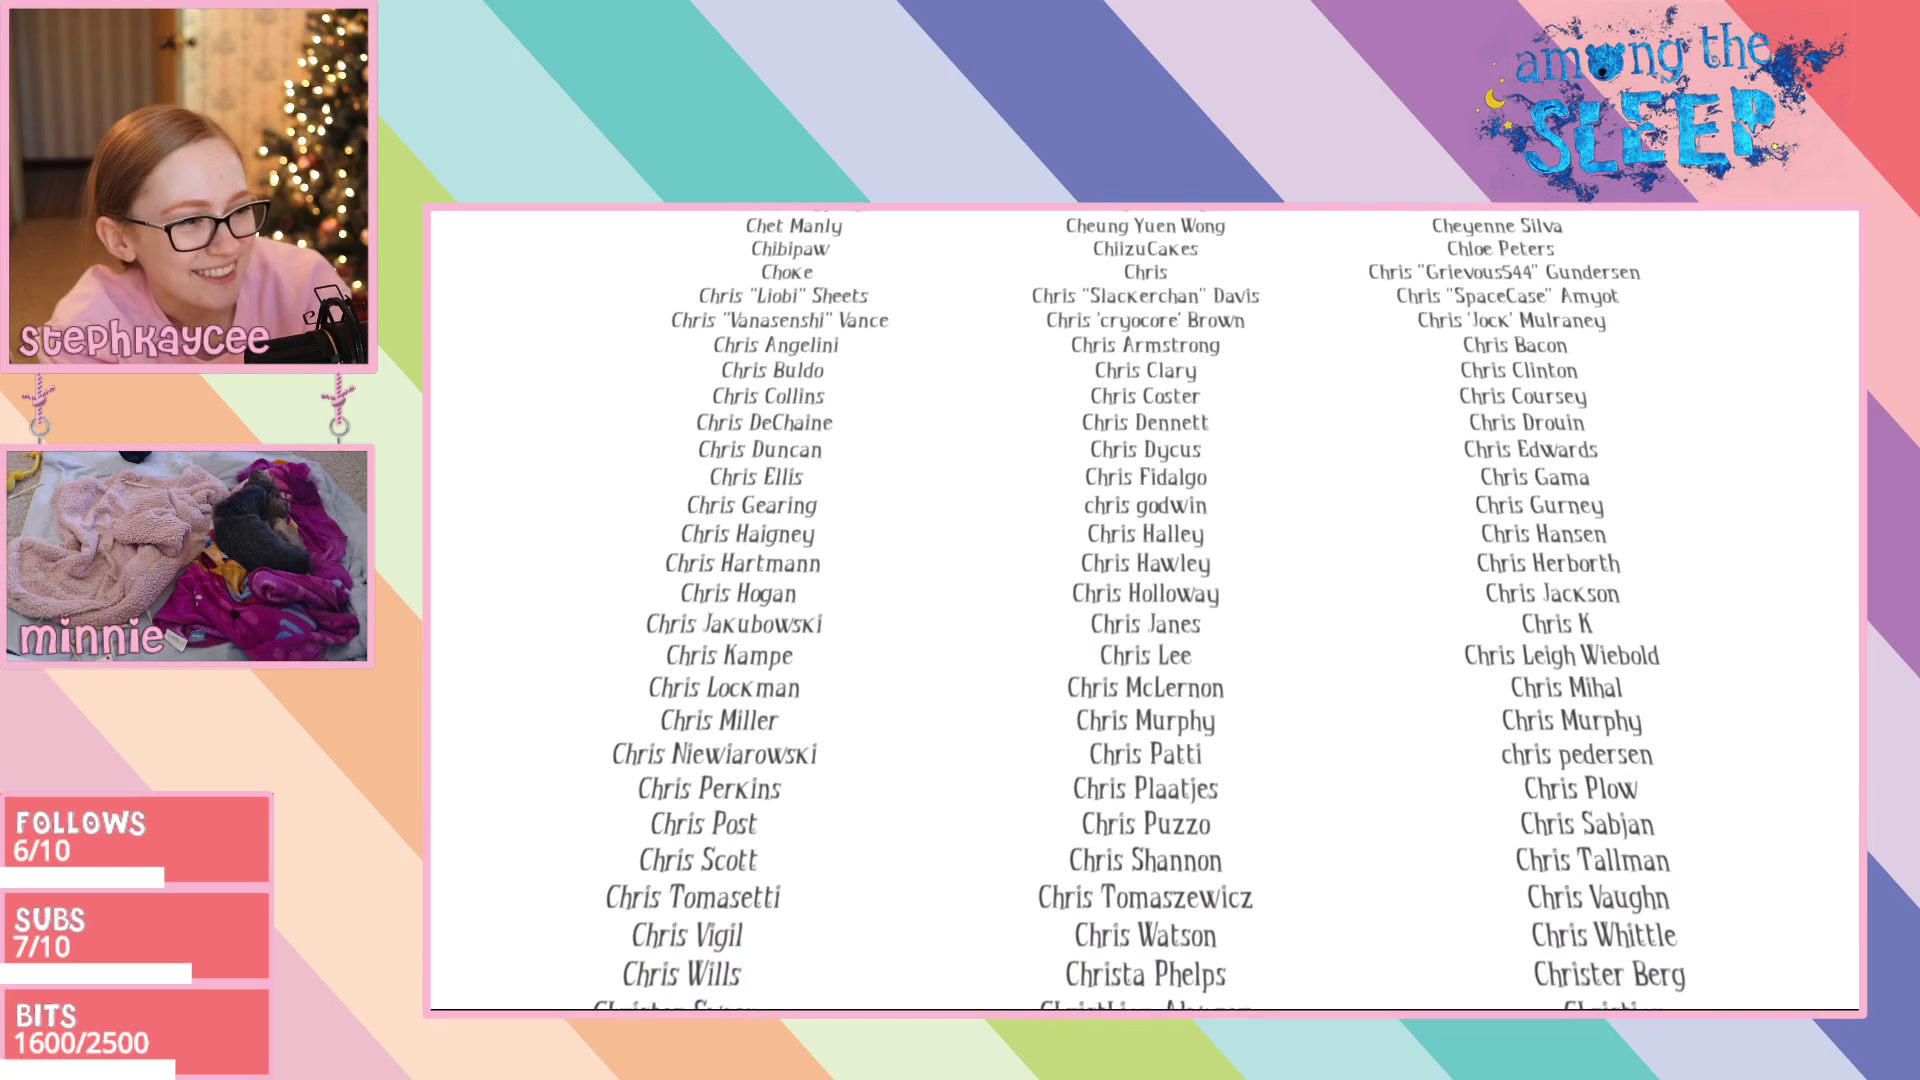 among the
SLEEP
stephkaycee
minnie
FOLLOWS
6/10
SUBS
7/10
BITS
1600/2500
Chet Manly Cheung Yuen Wong Cheyenne Silva
Chibipaw ChiizuCakes Chloe Peters
Choke Chris Chris "Grievous544" Gundersen
Chris "Liobi" Sheets Chris "Slackerchan" Davis Chris "SpaceCase" Amyot
Chris "Vanasenshi" Vance Chris 'cryocore' Brown Chris 'Jock' Mulraney
Chris Angelini Chris Armstrong Chris Bacon
Chris Buldo Chris Clary Chris Clinton
Chris Collins Chris Coster Chris Coursey
Chris DeChaine Chris Dennett Chris Drouin
Chris Duncan Chris Dycus Chris Edwards
Chris Ellis Chris Fidalgo Chris Gama
Chris Gearing chris godwin Chris Gurney
Chris Haigney Chris Halley Chris Hansen
Chris Hartmann Chris Hawley Chris Herborth
Chris Hogan Chris Holloway Chris Jackson
Chris Jakubowski Chris Janes Chris K
Chris Kampe Chris Lee Chris Leigh Wiebold
Chris Lockman Chris McLernon Chris Mihal
Chris Miller Chris Murphy Chris Murphy
Chris Niewiarowski Chris Patti chris pedersen
Chris Perkins Chris Plaatjes Chris Plow
Chris Post Chris Puzzo Chris Sabjan
Chris Scott Chris Shannon Chris Tallman
Chris Tomasetti Chris Tomaszewicz Chris Vaughn
Chris Vigil Chris Watson Chris Whittle
Chris Wills Christa Phelps Christer Berg